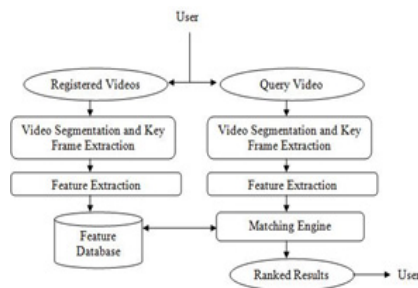 User
Registered Videos
Query Video
Video Segmentation and Key
Frame Extraction
Video Segmentation and Key
Frame Extraction
Feature Extraction
Feature Extraction
Feature
Database
Matching Engine
Ranked Results
User